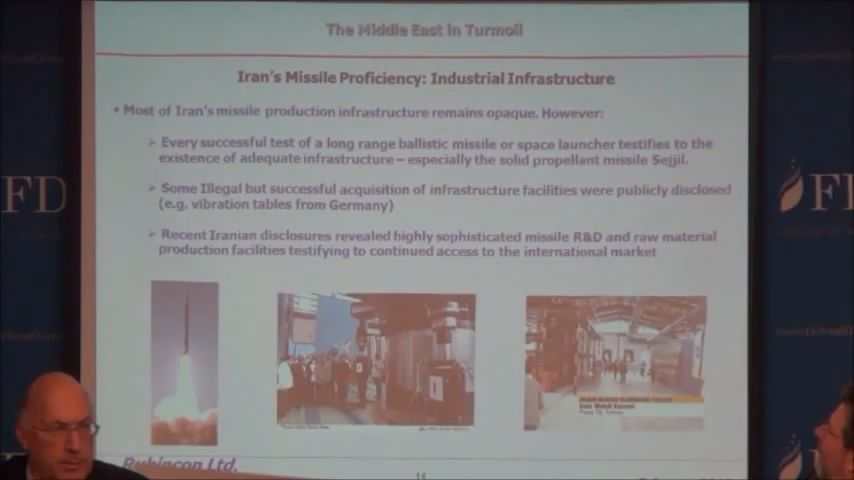 The Middle East in Turmoil
Iran's Missile Proficiency: Industrial Infrastructure
• Most of Iran's missile production infrastructure remains opaque. However:
➢ Every successful test of a long range ballistic missile or space launcher testifies to the
existence of adequate infrastructure – especially the solid propellant missile Sejjil.
➢ Some Illegal but successful acquisition of infrastructure facilities were publicly disclosed
(e.g. vibration tables from Germany)
➢ Recent Iranian disclosures revealed highly sophisticated missile R&D and raw material
production facilities testifying to continued access to the international market
FD
FD
Rubincon Ltd.
14